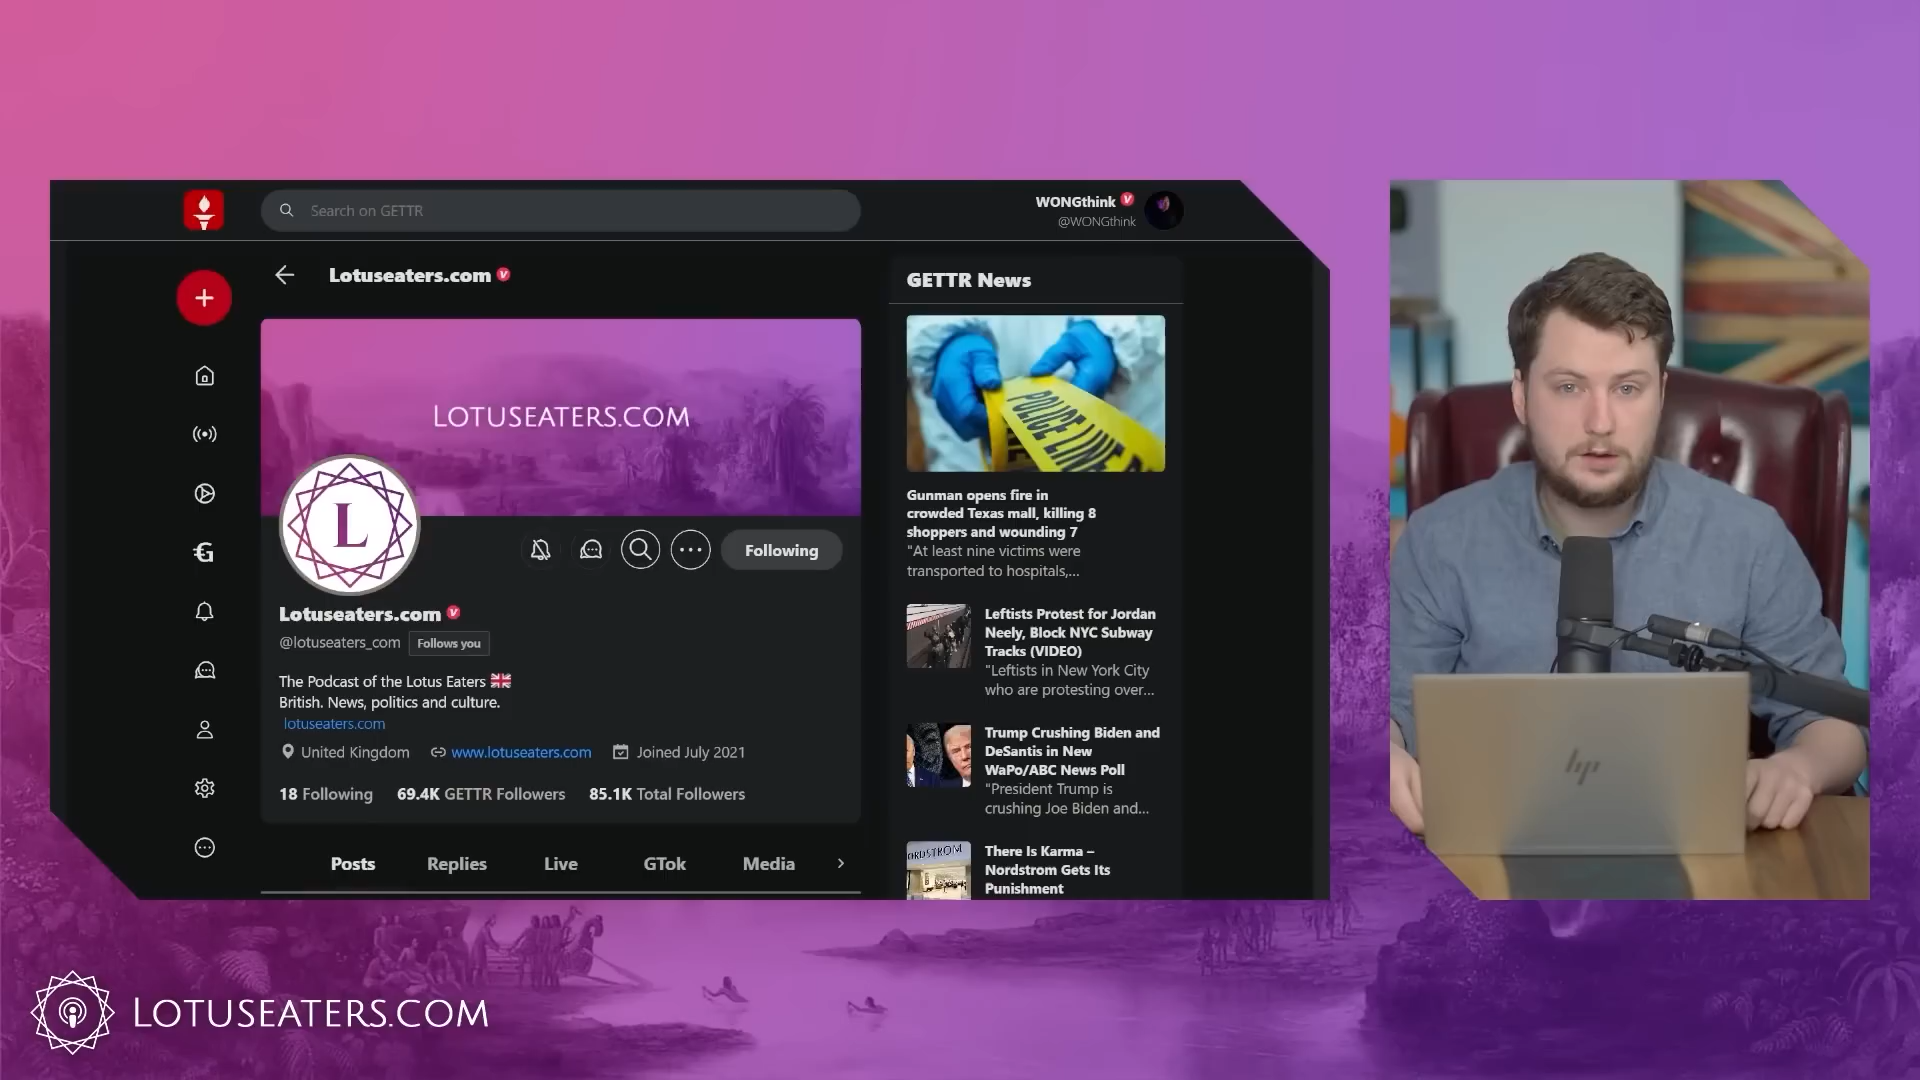 Search on GETTR
WONGthink
@WONGthink
Lotuseaters.com
LOTUSEATERS.COM
L
Following
Lotuseaters.com
@lotuseaters_com
Follows you
The Podcast of the Lotus Eaters 🇬🇧
British. News, politics and culture.
lotuseaters.com
United Kingdom
www.lotuseaters.com
Joined July 2021
18 Following
69.4K GETTR Followers
85.1K Total Followers
Posts
Replies
Live
GTok
Media
GETTR News
POLICE LINE
Gunman opens fire in
crowded Texas mall, killing 8
shoppers and wounding 7
"At least nine victims were
transported to hospitals,...
Leftists Protest for Jordan
Neely, Block NYC Subway
Tracks (VIDEO)
"Leftists in New York City
who are protesting over...
Trump Crushing Biden and
DeSantis in New
WaPo/ABC News Poll
"President Trump is
crushing Joe Biden and...
NORDSTROM
There Is Karma –
Nordstrom Gets Its
Punishment
hp
LOTUSEATERS.COM